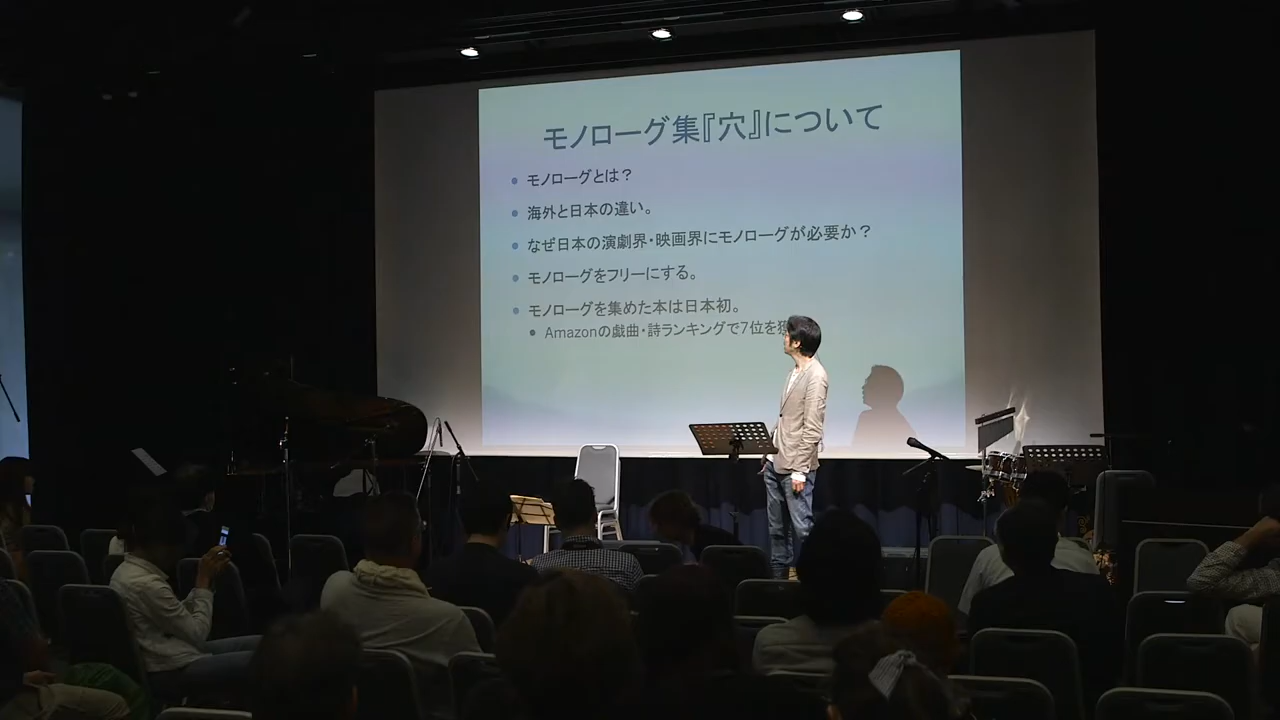 モノローグ集『穴』について
モノローグとは？
海外と日本の違い。
なぜ日本の演劇界・映画界にモノローグが必要か？
モノローグをフリーにする。
モノローグを集めた本は日本初。
Amazonの戯曲・詩ランキングで7位を